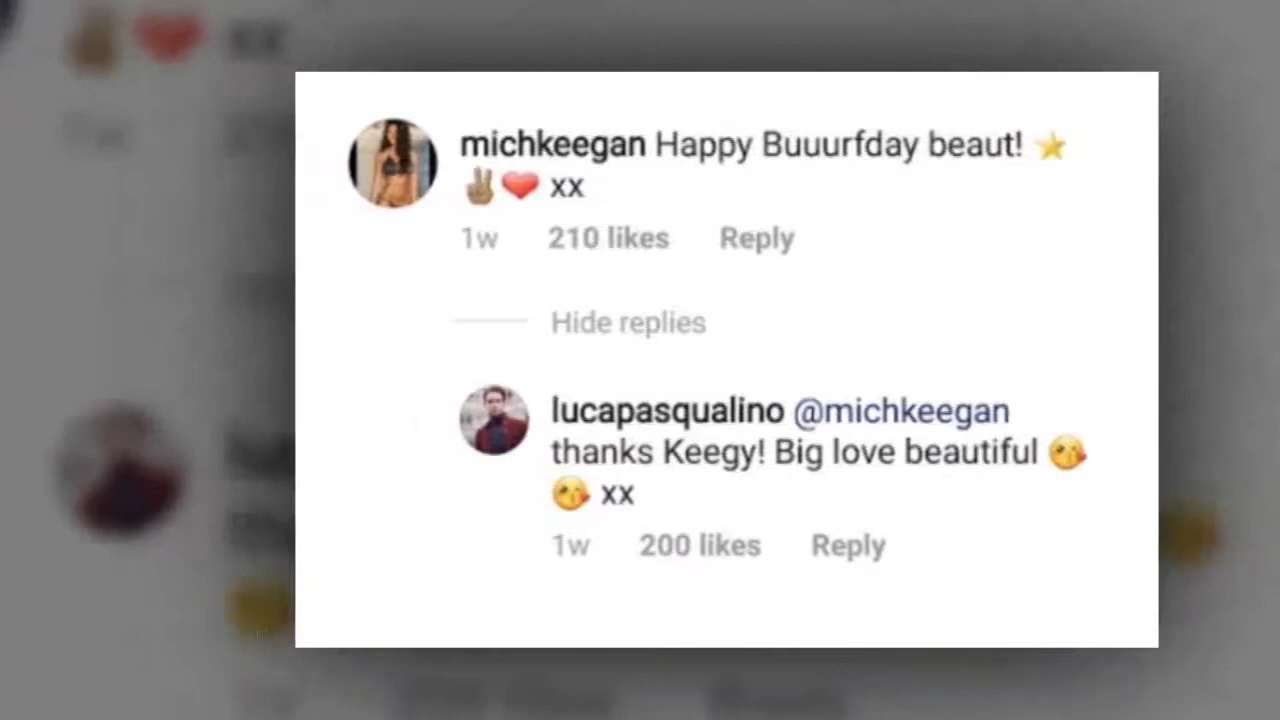 michkeegan Happy Buuurfday beaut! ⭐
✌🏽❤️ xx
1w 210 likes Reply
Hide replies
lucapasqualino @michkeegan
thanks Keegy! Big love beautiful 😘
😘 xx
1w 200 likes Reply